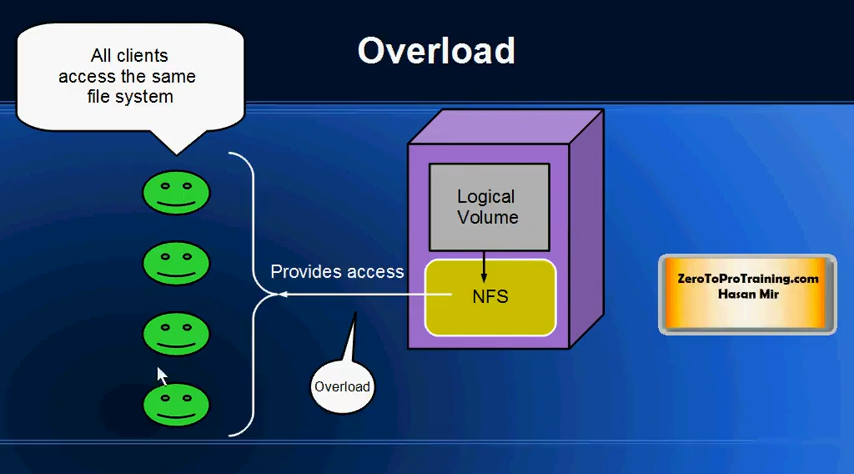 Overload
All clients
access the same
file system
Logical
Volume
Provides access
NFS
Overload
ZeroToProTraining.com
Hasan Mir